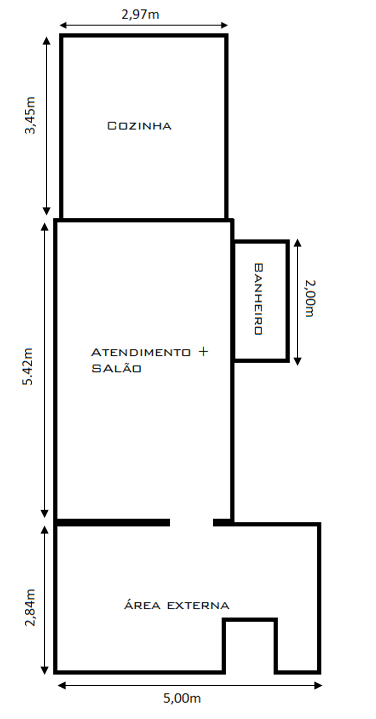 2,97m
3,45m
Cozinha
Banheiro
2,00m
5.42m
Atendimento +
Salão
2,84m
Área externa
5,00m